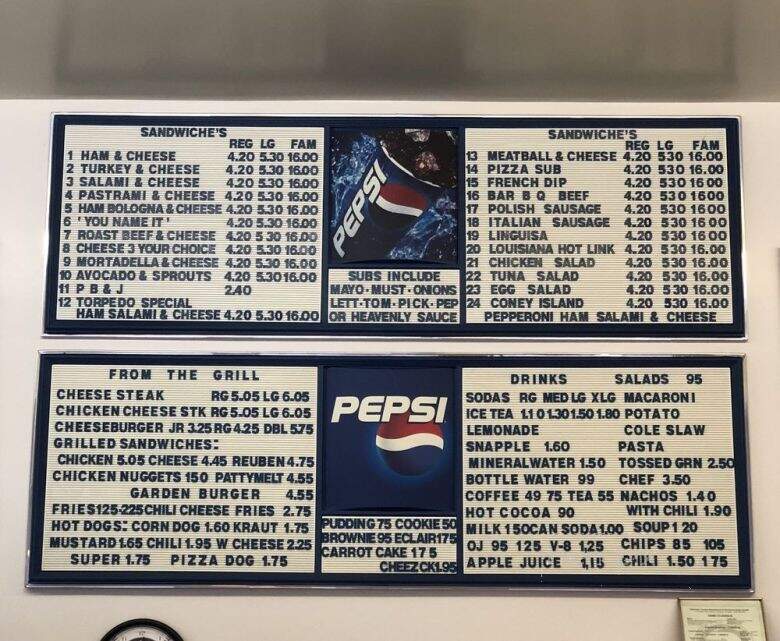 SANDWICHE'S
REG LG FAM
1 HAM & CHEESE 4.20 5.30 16.00
2 TURKEY & CHEESE 4.20 5.30 16.00
3 SALAMI & CHEESE 4.20 5.30 16.00
4 PASTRAMI & CHEESE 4.20 5.30 16.00
5 HAM BOLOGNA & CHEESE 4.20 5.30 16.00
6 ' YOU NAME IT' 4.20 5.30 16.00
7 ROAST BEEF & CHEESE 4.20 5.30 16.00
8 CHEESE 3 YOUR CHOICE 4.20 5.30 16.00
9 MORTADELLA & CHEESE 4.20 5.30 16.00
10 AVOCADO & SPROUTS 4.20 5.30 16.00
11 P B & J 2.40
12 TORPEDO SPECIAL
HAM SALAMI & CHEESE 4.20 5.30 16.00
PEPSI
SUBS INCLUDE
MAYO·MUST·ONIONS
LETT·TOM·PICK·PEP
OR HEAVENLY SAUCE
SANDWICHE'S
REG LG FAM
13 MEATBALL & CHEESE 4.20 530 16.00
14 PIZZA SUB 4.20 530 16.00
15 FRENCH DIP 4.20 530 1600
16 BAR B Q BEEF 4.20 530 1600
17 POLISH SAUSAGE 4.20 530 16.00
18 ITALIAN SAUSAGE 4.20 530 16.00
19 LINGUISA 4.20 530 16.00
20 LOUISIANA HOT LINK 4.20 530 16.00
21 CHICKEN SALAD 4.20 530 16.00
22 TUNA SALAD 4.20 530 16.00
23 EGG SALAD 4.20 530 16.00
24 CONEY ISLAND 4.20 530 16.00
PEPPERONI HAM SALAMI & CHEESE
FROM THE GRILL
CHEESE STEAK RG 5.05 LG 6.05
CHICKEN CHEESE STK RG 5.05 LG 6.05
CHEESEBURGER JR 3.25 RG 4.25 DBL 5.75
GRILLED SANDWICHES:
CHICKEN 5.05 CHEESE 4.45 REUBEN 4.75
CHICKEN NUGGETS 150 PATTYMELT 4.55
GARDEN BURGER 4.55
FRIES125-225 CHILI CHEESE FRIES 2.75
HOT DOGS: CORN DOG 1.60 KRAUT 1.75
MUSTARD 1.65 CHILI 1.95 W CHEESE 2.25
SUPER 1.75 PIZZA DOG 1.75
PEPSI
PUDDING 75 COOKIE 50
BROWNIE 95 ECLAIR 175
CARROT CAKE 175
CHEEZ CK1.95
DRINKS SALADS 95
SODAS RG MED LG XLG MACARONI
ICE TEA 1.10 1.30 1.50 1.80 POTATO
LEMONADE COLE SLAW
SNAPPLE 1.60 PASTA
MINERALWATER 1.50 TOSSED GRN 2.50
BOTTLE WATER 99 CHEF 3.50
COFFEE 49 75 TEA 55 NACHOS 1.40
HOT COCOA 90 WITH CHILI 1.90
MILK 150 CAN SODA 1.00 SOUP 1 20
OJ 95 125 V-8 1,25 CHIPS 85 105
APPLE JUICE 1,15 CHILI 1.50 1 75